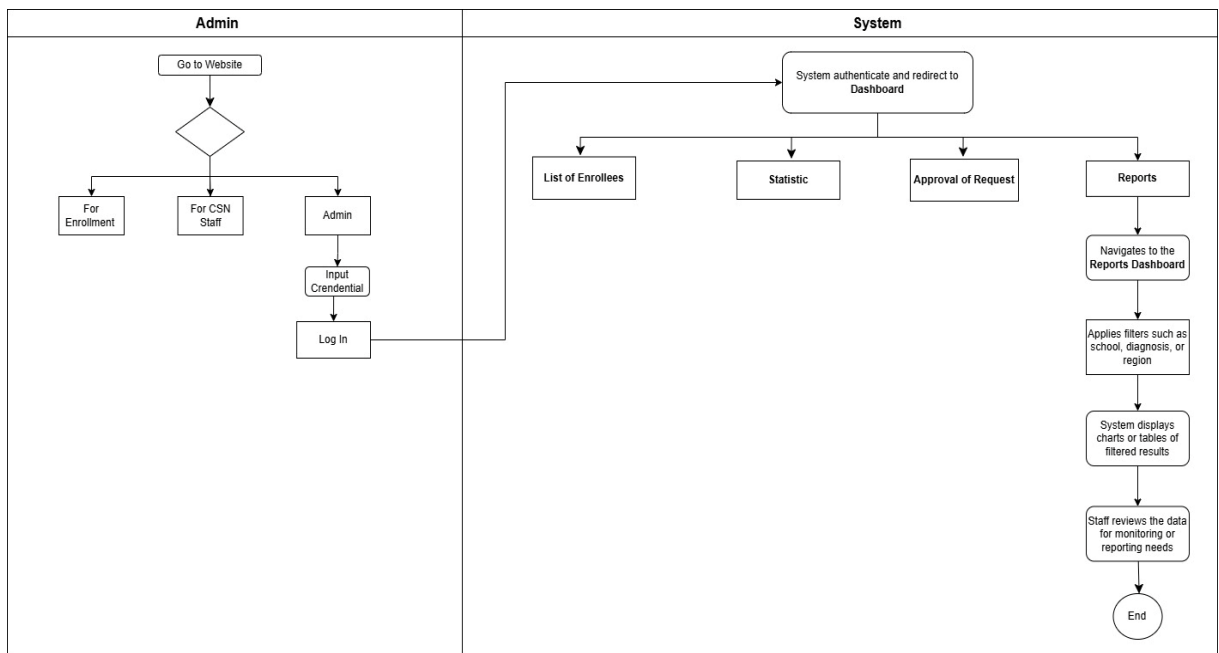 Admin
System
Go to Website
For
Enrollment
For CSN
Staff
Admin
Input
Crendential
Log In
System authenticate and redirect to
Dashboard
List of Enrollees
Statistic
Approval of Request
Reports
Navigates to the
Reports Dashboard
Applies filters such as
school, diagnosis, or
region
System displays
charts or tables of
filtered results
Staff reviews the data
for monitoring or
reporting needs
End